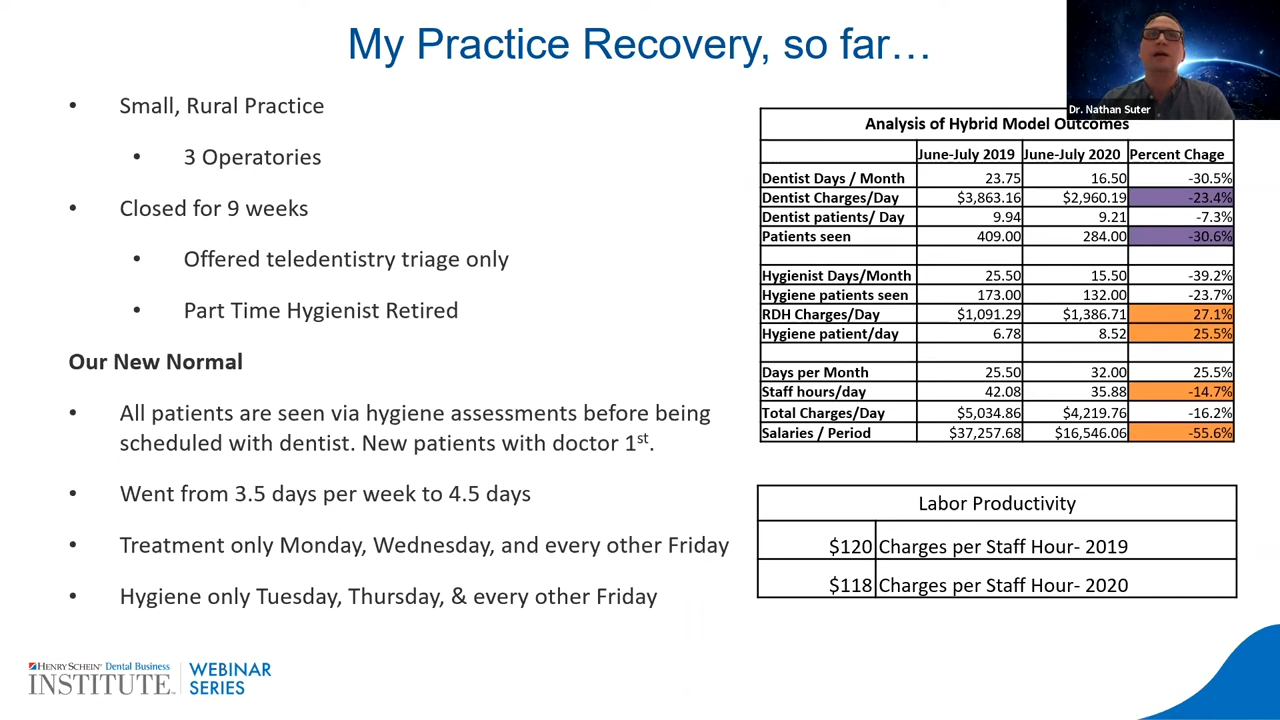 My Practice Recovery, so far…
Dr. Nathan Suter
• Small, Rural Practice
• 3 Operatories
• Closed for 9 weeks
• Offered teledentistry triage only
• Part Time Hygienist Retired
Our New Normal
• All patients are seen via hygiene assessments before being
scheduled with dentist. New patients with doctor 1st.
• Went from 3.5 days per week to 4.5 days
• Treatment only Monday, Wednesday, and every other Friday
• Hygiene only Tuesday, Thursday, & every other Friday
Analysis of Hybrid Model Outcomes
June-July 2019 June-July 2020 Percent Chage
Dentist Days / Month 23.75 16.50 -30.5%
Dentist Charges/Day $3,863.16 $2,960.19 -23.4%
Dentist patients/ Day 9.94 9.21 -7.3%
Patients seen 409.00 284.00 -30.6%
Hygienist Days/Month 25.50 15.50 -39.2%
Hygiene patients seen 173.00 132.00 -23.7%
RDH Charges/Day $1,091.29 $1,386.71 27.1%
Hygiene patient/day 6.78 8.52 25.5%
Days per Month 25.50 32.00 25.5%
Staff hours/day 42.08 35.88 -14.7%
Total Charges/Day $5,034.86 $4,219.76 -16.2%
Salaries / Period $37,257.68 $16,546.06 -55.6%
Labor Productivity
$120 Charges per Staff Hour- 2019
$118 Charges per Staff Hour- 2020
HENRY SCHEIN® Dental Business
INSTITUTE™
WEBINAR
SERIES